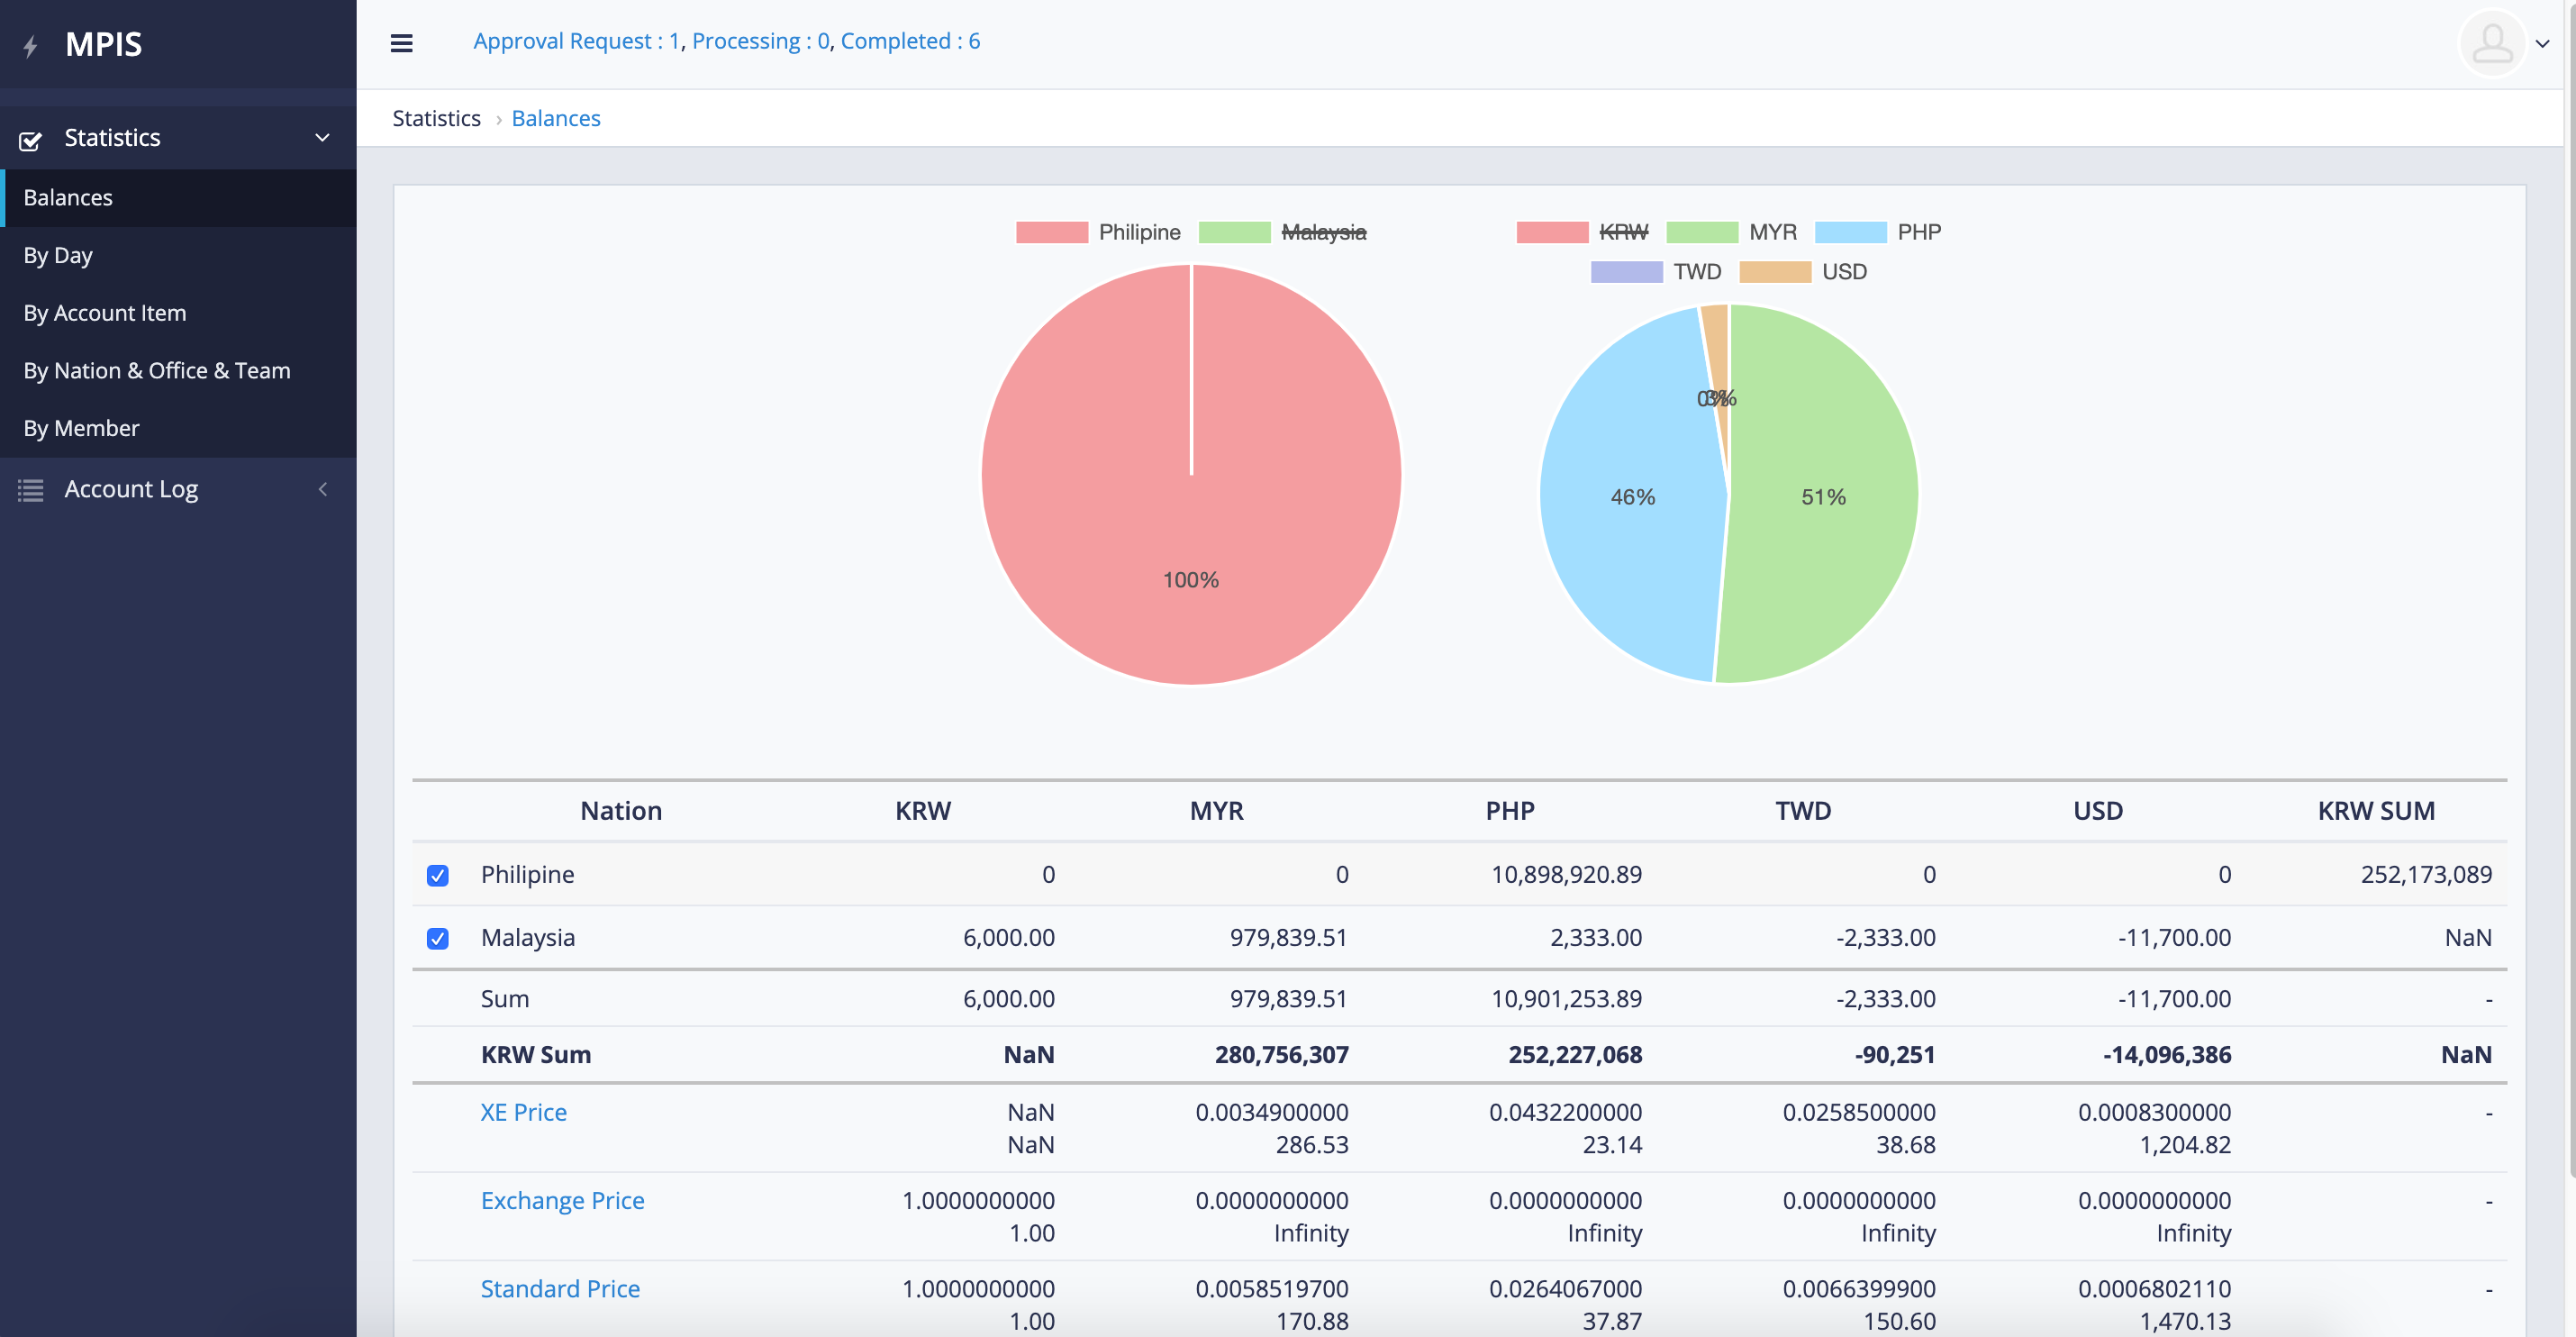 MPIS
Approval Request : 1, Processing : 0, Completed : 6
Statistics › Balances
Statistics
Balances
By Day
By Account Item
By Nation & Office & Team
By Member
Account Log
Philipine Malaysia
100%
KRW MYR PHP
TWD USD
0% 3%
46% 51%
Nation KRW MYR PHP TWD USD KRW SUM
Philipine 0 0 10,898,920.89 0 0 252,173,089
Malaysia 6,000.00 979,839.51 2,333.00 -2,333.00 -11,700.00 NaN
Sum 6,000.00 979,839.51 10,901,253.89 -2,333.00 -11,700.00 -
KRW Sum NaN 280,756,307 252,227,068 -90,251 -14,096,386 NaN
XE Price NaN 0.0034900000 0.0432200000 0.0258500000 0.0008300000 -
NaN 286.53 23.14 38.68 1,204.82
Exchange Price 1.0000000000 0.0000000000 0.0000000000 0.0000000000 0.0000000000 -
1.00 Infinity Infinity Infinity Infinity
Standard Price 1.0000000000 0.0058519700 0.0264067000 0.0066399900 0.0006802110 -
1.00 170.88 37.87 150.60 1,470.13